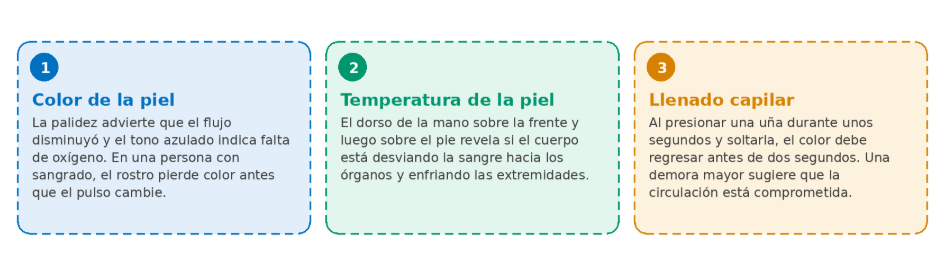 1
Color de la piel
La palidez advierte que el flujo
disminuyó y el tono azulado indica falta
de oxígeno. En una persona con
sangrado, el rostro pierde color antes
que el pulso cambie.
2
Temperatura de la piel
El dorso de la mano sobre la frente y
luego sobre el pie revela si el cuerpo
está desviando la sangre hacia los
órganos y enfriando las extremidades.
3
Llenado capilar
Al presionar una uña durante unos
segundos y soltarla, el color debe
regresar antes de dos segundos. Una
demora mayor sugiere que la
circulación está comprometida.